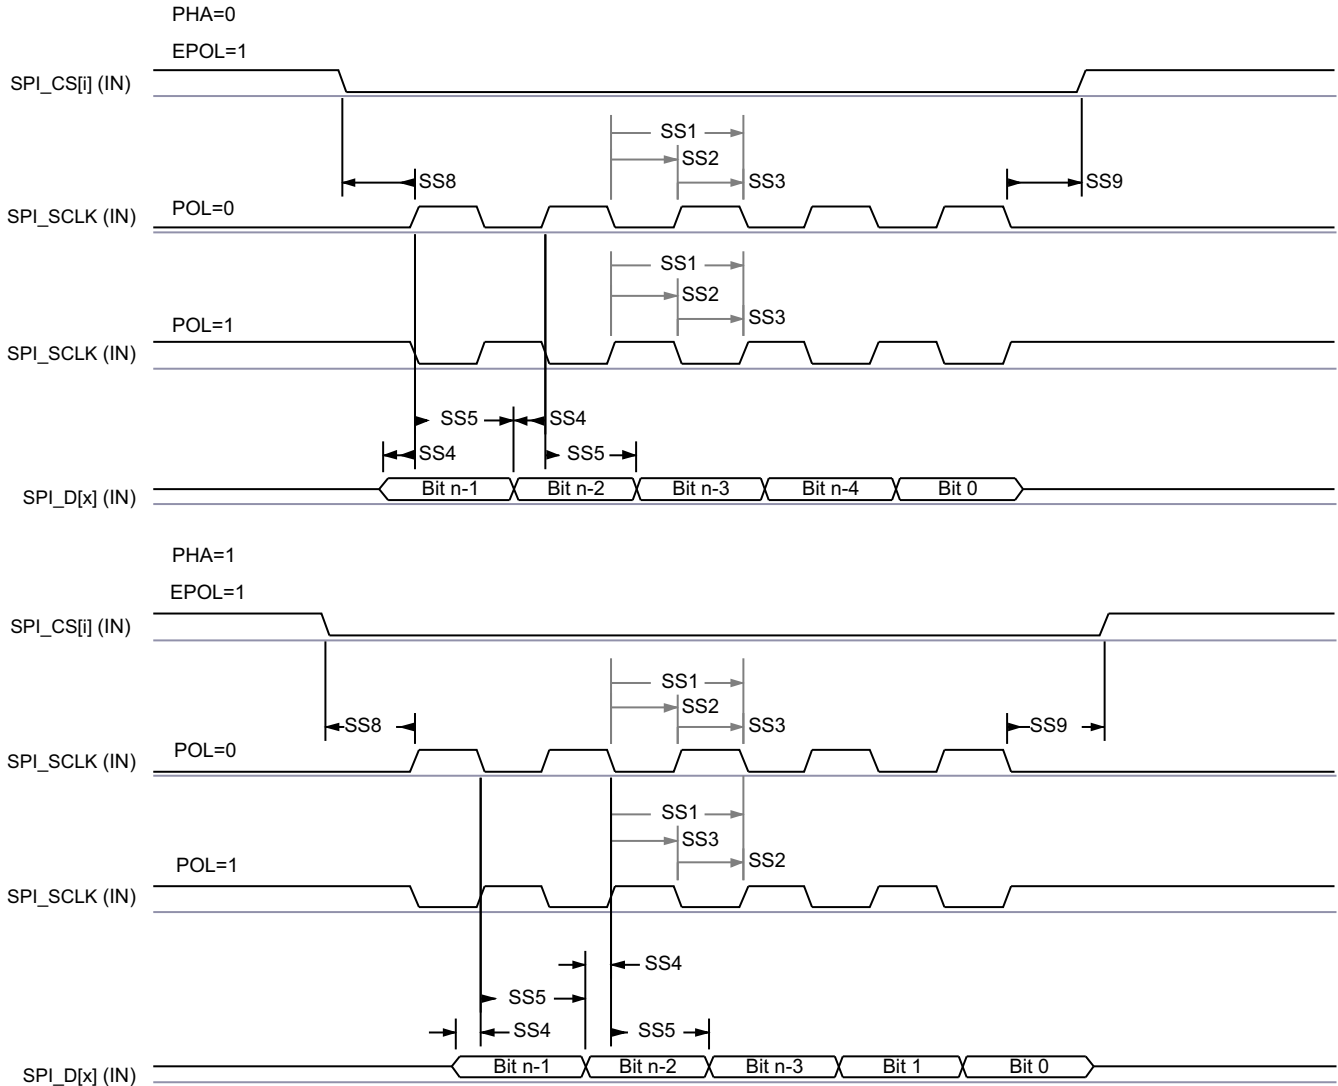 PHA=0
EPOL=1
SPI_CS[i] (IN)
SS1
SS2
SS8
SS3
SS9
POL=0
SPI_SCLK (IN)
SS1
SS2
SS3
POL=1
SPI_SCLK (IN)
SS5 SS4
SS4 SS5
SPI_D[x] (IN) Bit n-1 Bit n-2 Bit n-3 Bit n-4 Bit 0
PHA=1
EPOL=1
SPI_CS[i] (IN)
SS1
SS2
SS8 SS3 SS9
POL=0
SPI_SCLK (IN)
SS1
SS3
SS2
POL=1
SPI_SCLK (IN)
SS4
SS5
SS4 SS5
SPI_D[x] (IN) Bit n-1 Bit n-2 Bit n-3 Bit 1 Bit 0